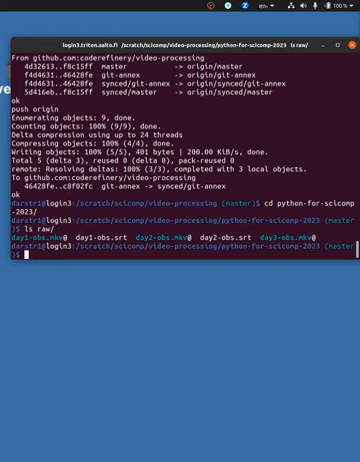 en
100 %
login3.triton.aalto.fi /scratch/scicomp/video-processing/python-for-scicomp-2023 ls raw/
From github.com:coderefinery/video-processing
4d32613..f8c15ff master -> origin/master
f4d4631..46428fe git-annex -> origin/git-annex
f4d4631..46428fe synced/git-annex -> origin/synced/git-annex
5d416eb..f8c15ff synced/master -> origin/synced/master
ok
push origin
Enumerating objects: 9, done.
Counting objects: 100% (9/9), done.
Delta compression using up to 24 threads
Compressing objects: 100% (4/4), done.
Writing objects: 100% (5/5), 401 bytes | 200.00 KiB/s, done.
Total 5 (delta 3), reused 0 (delta 0), pack-reused 0
remote: Resolving deltas: 100% (3/3), completed with 3 local objects.
To github.com:coderefinery/video-processing
46428fe..c8f02fc git-annex -> synced/git-annex
ok
darstr1@login3:/scratch/scicomp/video-processing (master)$ cd python-for-scicomp
-2023/
darstr1@login3:/scratch/scicomp/video-processing/python-for-scicomp-2023 (master
)$ ls raw/
day1-obs.mkv@ day1-obs.srt day2-obs.mkv@ day2-obs.srt day3-obs.mkv@
darstr1@login3:/scratch/scicomp/video-processing/python-for-scicomp-2023 (master
)$